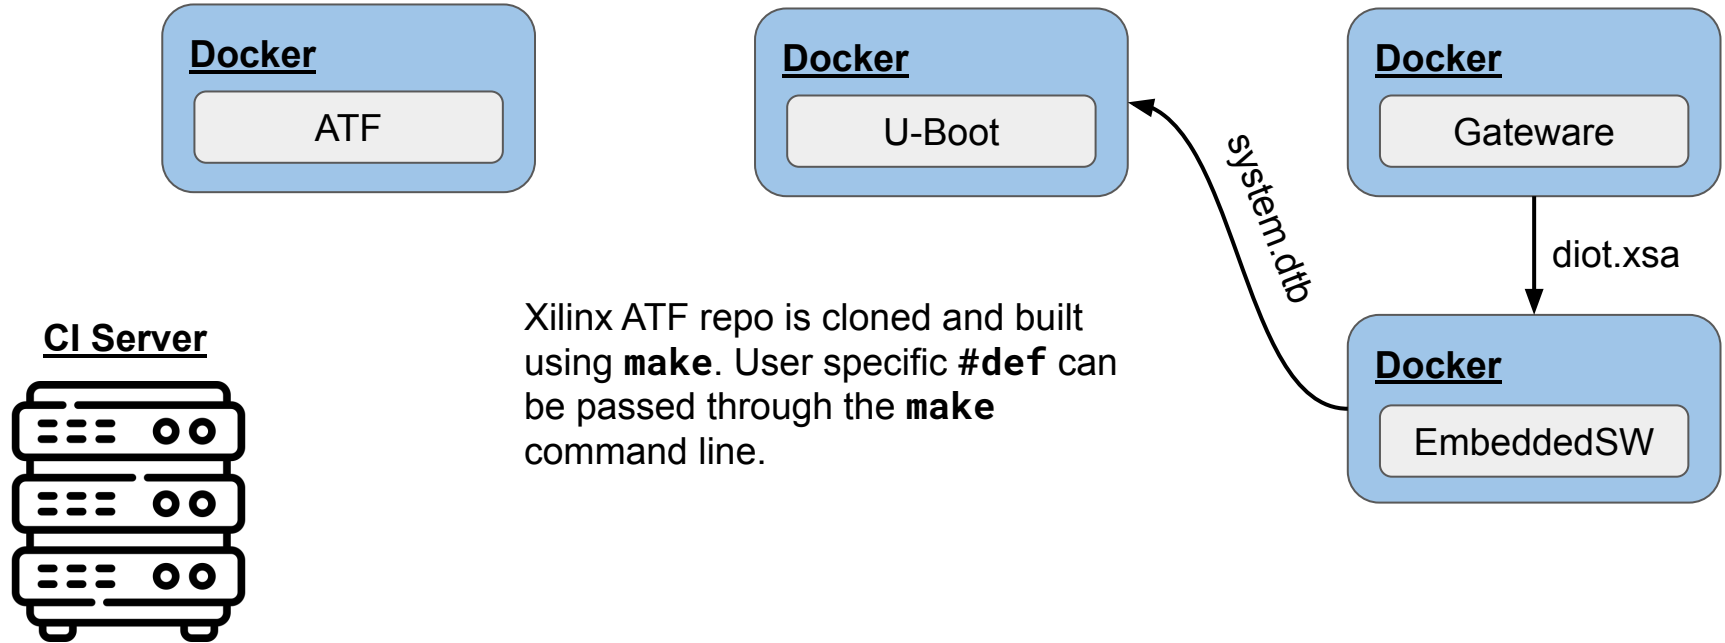 Docker
ATF
Docker
U-Boot
Docker
Gateware
system.dtb
diot.xsa
Docker
EmbeddedSW
Xilinx ATF repo is cloned and built
using make. User specific #def can
be passed through the make
command line.
CI Server